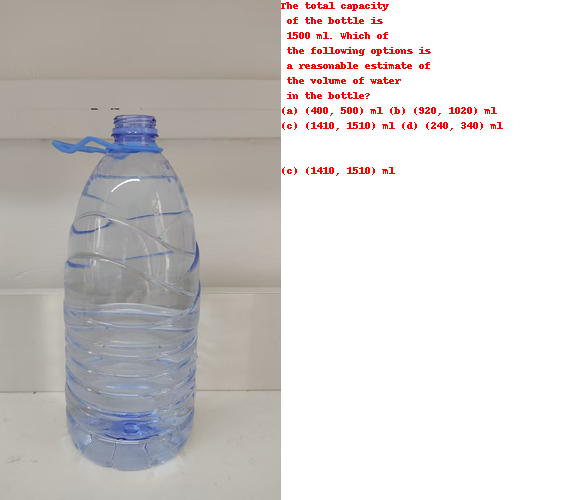 The total capacity
of the bottle is
1500 ml. Which of
the following options is
a reasonable estimate of
the volume of water
in the bottle?
(a) (400, 500) ml (b) (920, 1020) ml
(c) (1410, 1510) ml (d) (240, 340) ml
(c) (1410, 1510) ml